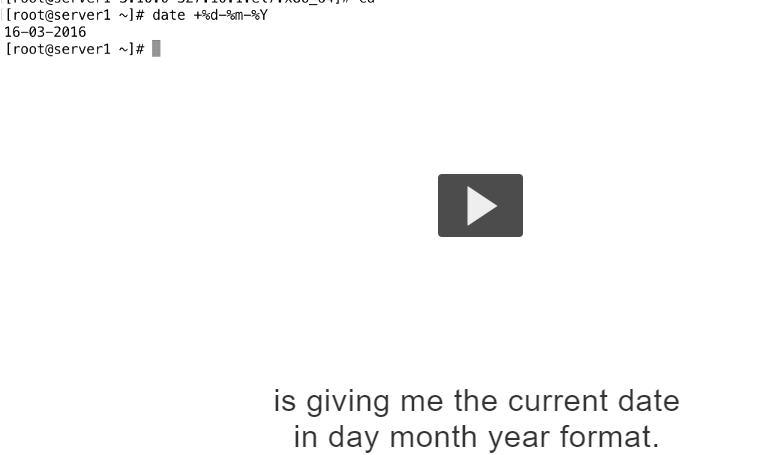 [root@server1 ~]# date +%d-%m-%Y
16-03-2016
[root@server1 ~]#
is giving me the current date
in day month year format.